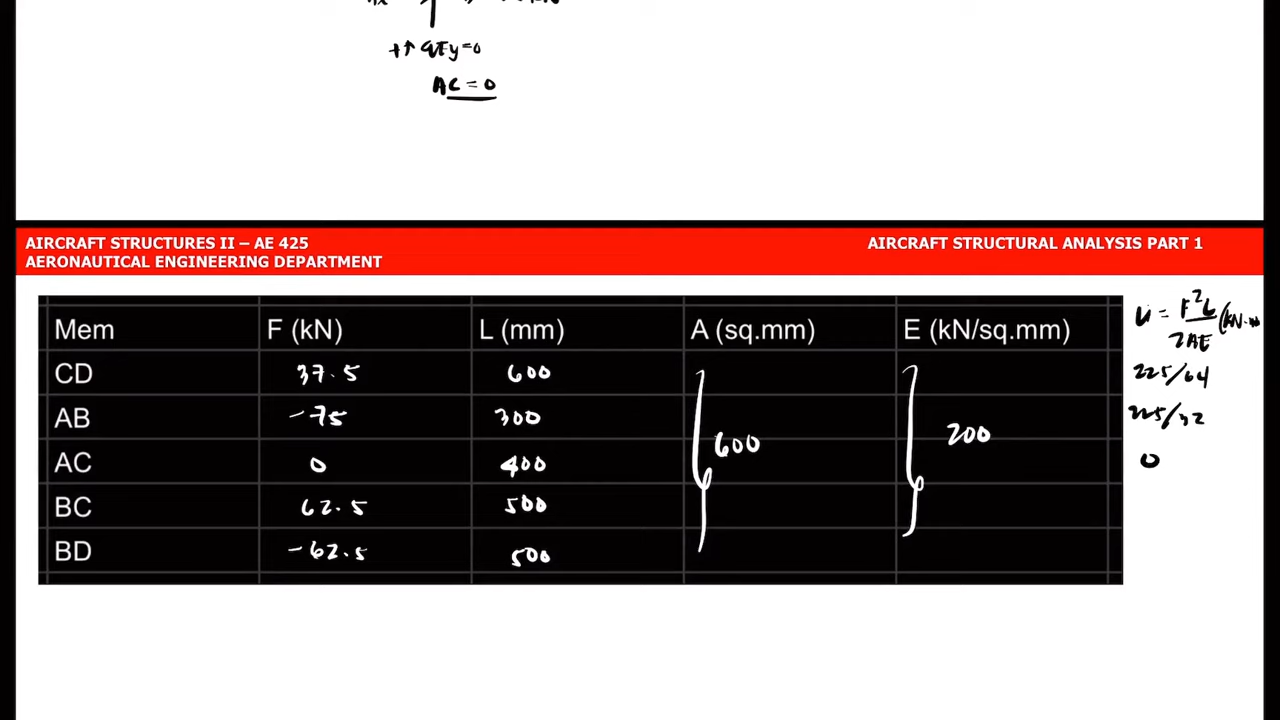 +↑ ΣFy=0
AC = 0
AIRCRAFT STRUCTURES II – AE 425 AIRCRAFT STRUCTURAL ANALYSIS PART 1
AERONAUTICAL ENGINEERING DEPARTMENT
Mem F (kN) L (mm) A (sq.mm) E (kN/sq.mm) U = F²L/2AE
CD 37.5 600 225/64
AB -75 300 600 200 225/32
AC 0 400 0
BC 62.5 500
BD -62.5 500